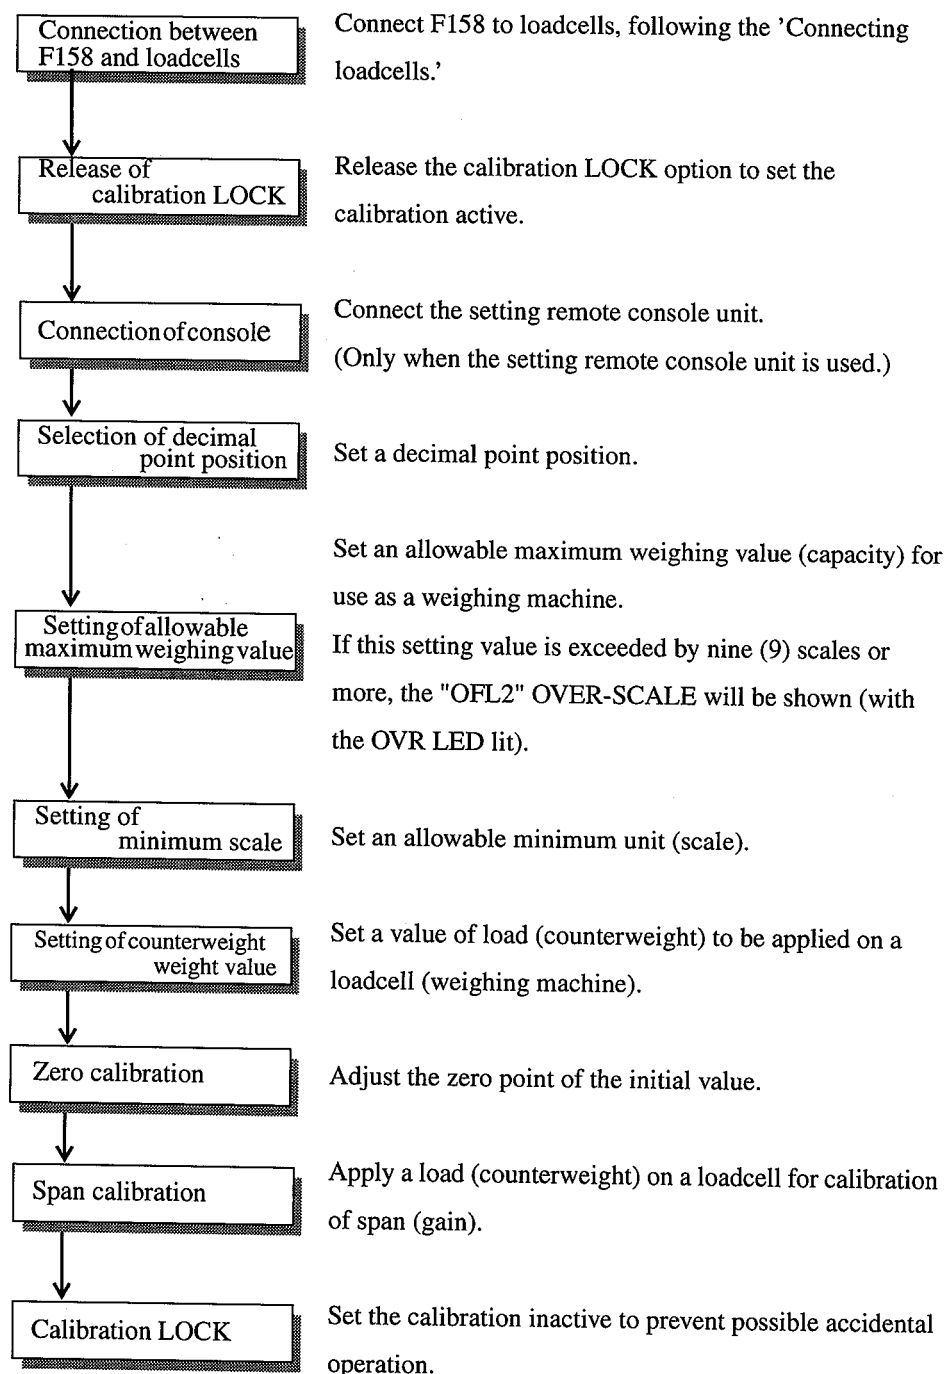 Connection between
F158 and loadcells
Connect F158 to loadcells, following the 'Connecting
loadcells.'
Release of
calibration LOCK
Release the calibration LOCK option to set the
calibration active.
Connection of console
Connect the setting remote console unit.
(Only when the setting remote console unit is used.)
Selection of decimal
point position
Set a decimal point position.
Setting of allowable
maximum weighing value
Set an allowable maximum weighing value (capacity) for
use as a weighing machine.
If this setting value is exceeded by nine (9) scales or
more, the "OFL2" OVER-SCALE will be shown (with
the OVR LED lit).
Setting of
minimum scale
Set an allowable minimum unit (scale).
Setting of counterweight
weight value
Set a value of load (counterweight) to be applied on a
loadcell (weighing machine).
Zero calibration
Adjust the zero point of the initial value.
Span calibration
Apply a load (counterweight) on a loadcell for calibration
of span (gain).
Calibration LOCK
Set the calibration inactive to prevent possible accidental
operation.